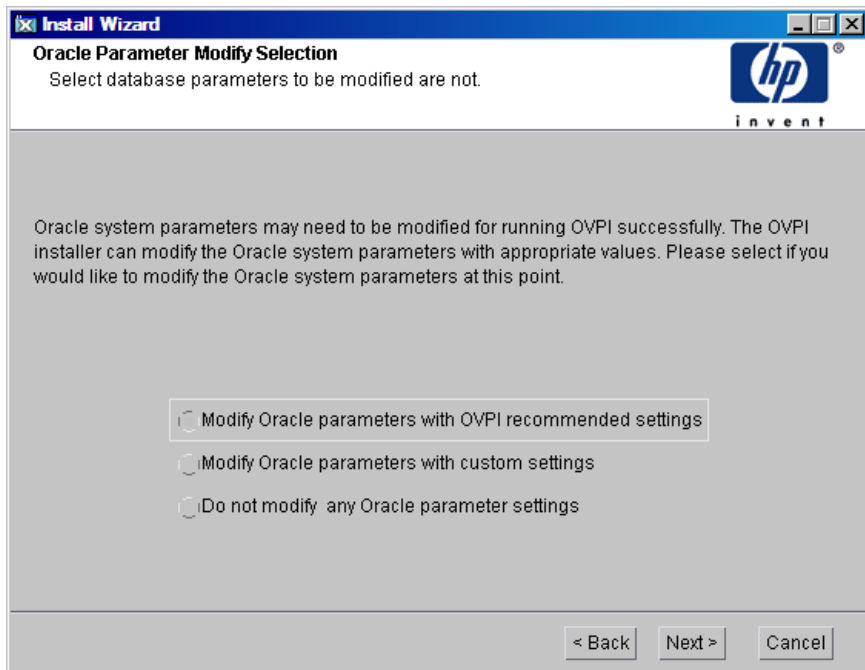 Install Wizard
Oracle Parameter Modify Selection
Select database parameters to be modified are not.
hp
®
invent
Oracle system parameters may need to be modified for running OVPI successfully. The OVPI
installer can modify the Oracle system parameters with appropriate values. Please select if you
would like to modify the Oracle system parameters at this point.
Modify Oracle parameters with OVPI recommended settings
Modify Oracle parameters with custom settings
Do not modify any Oracle parameter settings
< Back Next > Cancel